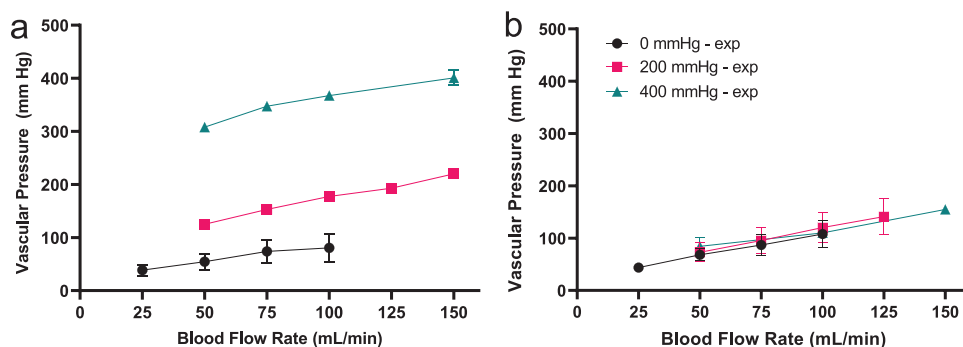 a
Vascular Pressure (mm Hg)
500
400
300
200
100
0
0 25 50 75 100 125 150
Blood Flow Rate (mL/min)
b
0 mmHg - exp
200 mmHg - exp
400 mmHg - exp
Vascular Pressure (mm Hg)
500
400
300
200
100
0
0 25 50 75 100 125 150
Blood Flow Rate (mL/min)